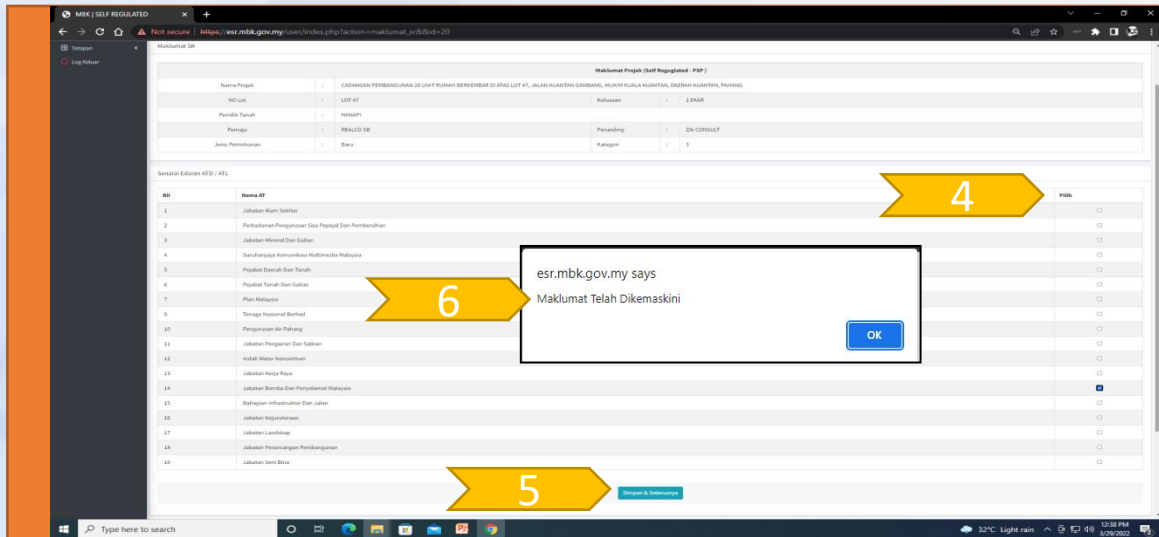 MBK | SELF REGULATED
Not secure | https://esr.mbk.gov.my/user/index.php?action=maklumat_sr&&id=20
Tetapan
Log Keluar
Maklumat SR
Maklumat Projek (Self Reguglated - PSP )
Nama Projek : CADANGAN PEMBANGUNAN 20 UNIT RUMAH BERKEMBAR DI ATAS LOT 47, JALAN KUANTAN GAMBANG, MUKIM KUALA KUANTAN, DAERAH KUANTAN, PAHANG
NO Lot : LOT 47 Keluasan : 2 EKAR
Pemilik Tanah : HANAFI
Pemaju : REALCO SB Perunding : ZAI CONSULT
Jenis Permohonan : Baru Kategori : 3
Senarai Edaran ATD / ATL
Bil Nama AT Pilih
4
1 Jabatan Alam Sekitar
2 Perbadanan Pengurusan Sisa Pepejal Dan Pembersihan
3 Jabatan Mineral Dan Galian
4 Suruhanjaya Komunikasi Multimedia Malaysia
5 Pejabat Daerah Dan Tanah
6 Pejabat Tanah Dan Galian
7 Plan Malaysia
9 Tenaga Nasional Berhad
10 Pengurusan Air Pahang
11 Jabatan Pengairan Dan Saliran
12 Indah Water Konsortium
13 Jabatan Kerja Raya
14 Jabatan Bomba Dan Penyelamat Malaysia
15 Bahagian Infrastruktur Dan Jalan
16 Jabatan Kejuruteraan
17 Jabatan Landskap
18 Jabatan Perancangan Pembangunan
19 Jabatan Seni Bina
esr.mbk.gov.my says
6
Maklumat Telah Dikemaskini
OK
5
Simpan & Seterusnya
Type here to search
32°C Light rain
12:38 PM
3/29/2022